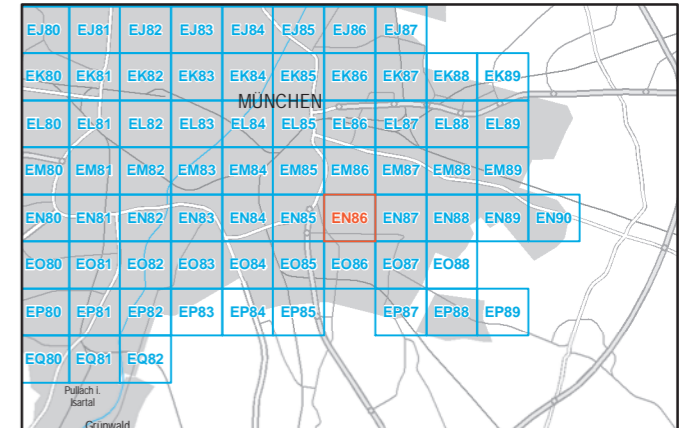 EJ80 EJ81 EJ82 EJ83 EJ84 EJ85 EJ86 EJ87
EK80 EK81 EK82 EK83 EK84 EK85 EK86 EK87 EK88 EK89
MÜNCHEN
EL80 EL81 EL82 EL83 EL84 EL85 EL86 EL87 EL88 EL89
EM80 EM81 EM82 EM83 EM84 EM85 EM86 EM87 EM88 EM89
EN80 EN81 EN82 EN83 EN84 EN85 EN86 EN87 EN88 EN89 EN90
EO80 EO81 EO82 EO83 EO84 EO85 EO86 EO87 EO88
EP80 EP81 EP82 EP83 EP84 EP85 EP87 EP88 EP89
EQ80 EQ81 EQ82
Pullach i.
Isartal
Grünwald